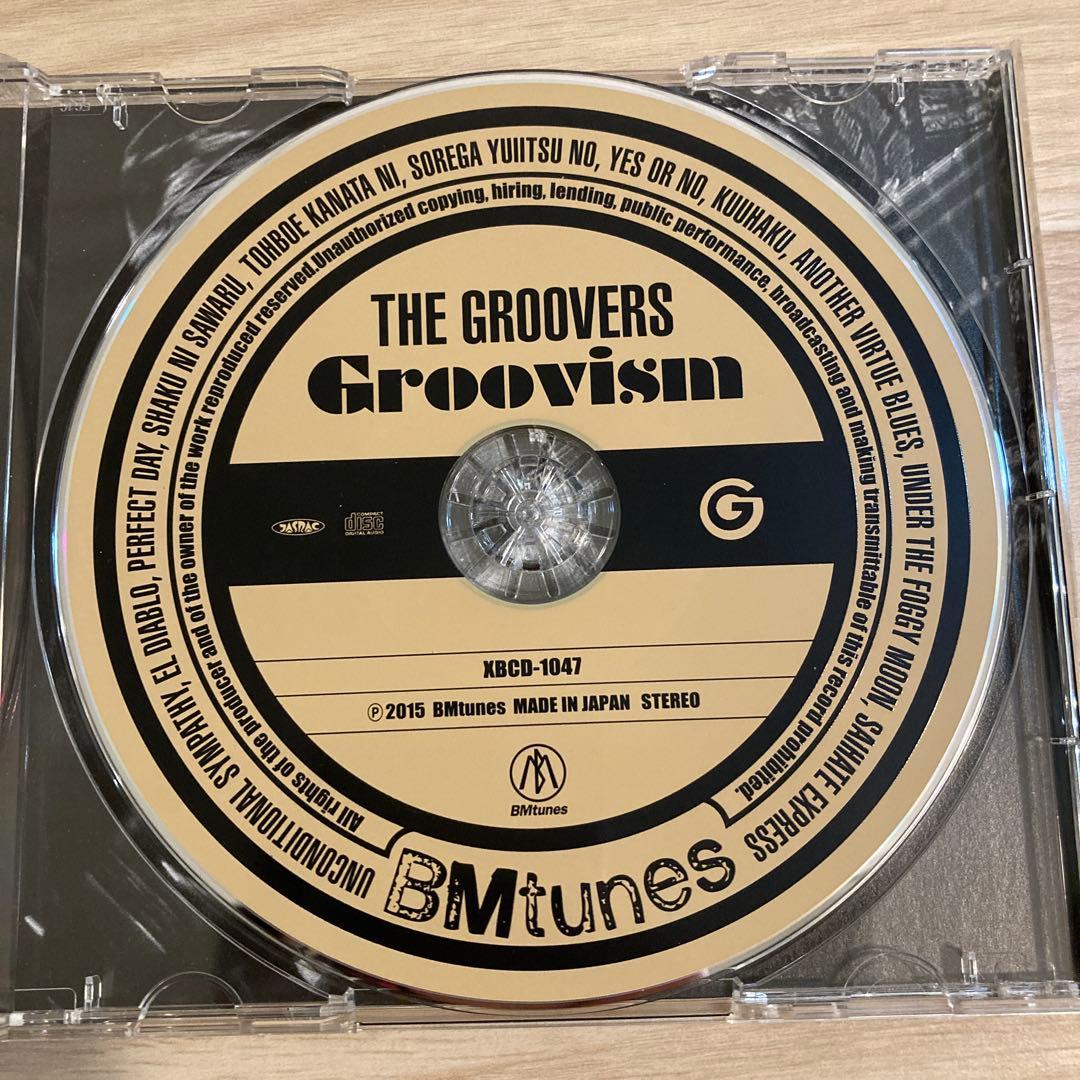 UNCONDITIONAL SYMPATHY, EL DIABLO, PERFECT DAY, SHAKU NI SAWARU, TOHBOE KANATA NI, SOREGA YUIITSU NO, YES OR NO, KUUHAKU, ANOTHER VIRTUE BLUES, UNDER THE FOGGY MOON, SAIHATE EXPRESS
All rights of the producer and of the owner of the work reproduced reserved.Unauthorized copying, hiring, lending, public performance, broadcasting and making transmittable of this record prohibited.
THE GROOVERS
Groovism
JASRAC
COMPACT
disc
DIGITAL AUDIO
G
XBCD-1047
Ⓟ 2015 BMtunes MADE IN JAPAN STEREO
BMtunes
BMtunes